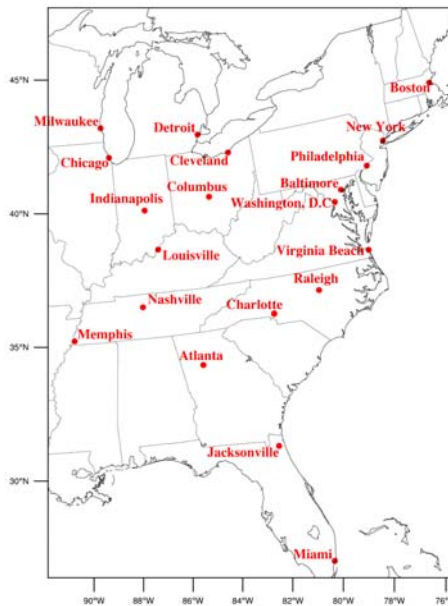 45°N
Boston
Milwaukee
Detroit
New York
Chicago
Cleveland
Philadelphia
Columbus
Baltimore
Indianapolis
Washington, D.C
40°N
Louisville
Virginia Beach
Raleigh
Nashville
Charlotte
Memphis
35°N
Atlanta
Jacksonville
30°N
Miami
90°W 88°W 86°W 84°W 82°W 80°W 78°W 76°W